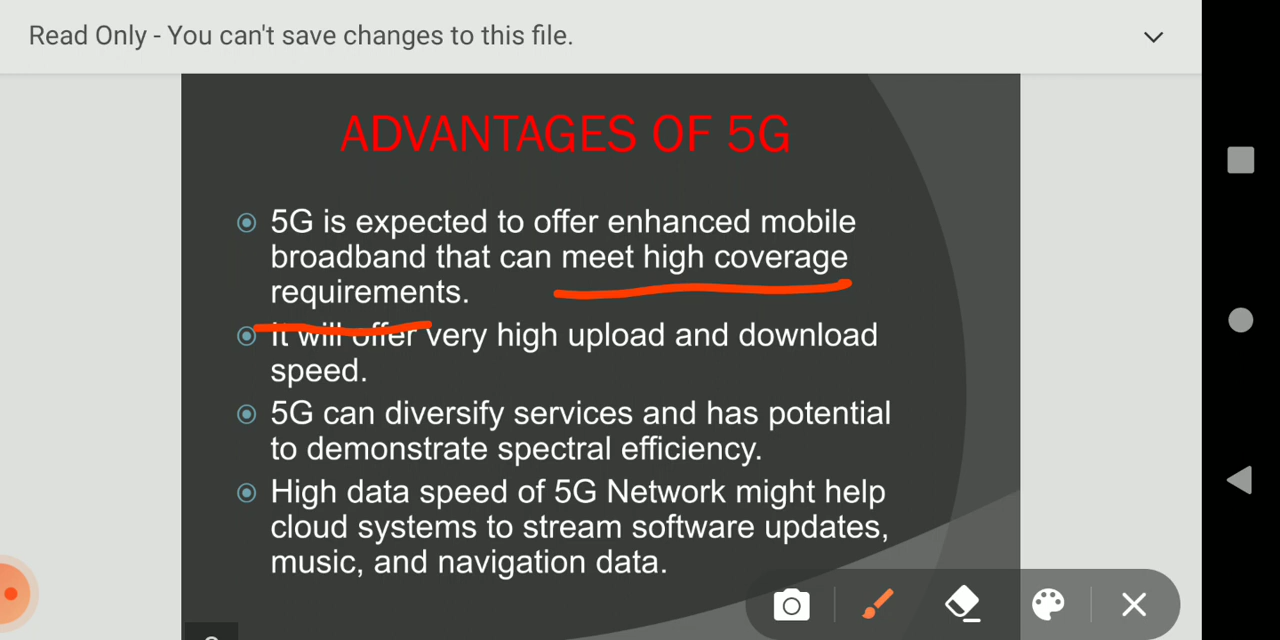 Read Only - You can't save changes to this file.
ADVANTAGES OF 5G
5G is expected to offer enhanced mobile
broadband that can meet high coverage
requirements.
It will offer very high upload and download
speed.
5G can diversify services and has potential
to demonstrate spectral efficiency.
High data speed of 5G Network might help
cloud systems to stream software updates,
music, and navigation data.